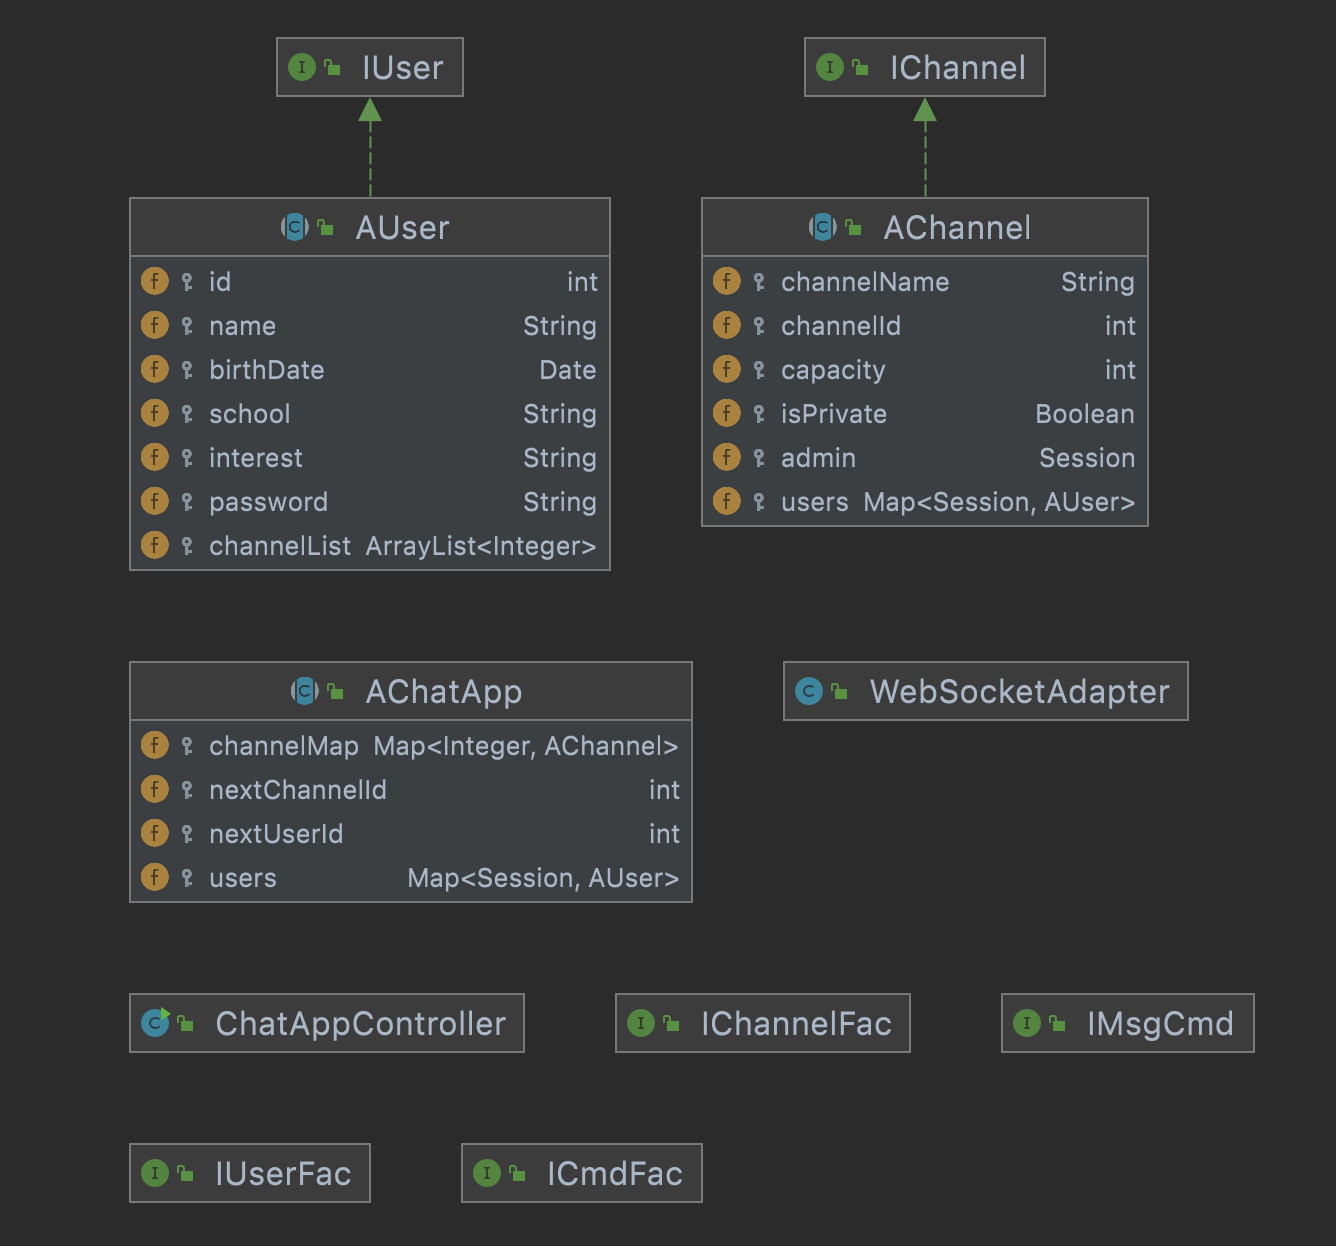 IUser
IChannel
AUser
id int
name String
birthDate Date
school String
interest String
password String
channelList ArrayList<Integer>
AChannel
channelName String
channelId int
capacity int
isPrivate Boolean
admin Session
users Map<Session, AUser>
AChatApp
channelMap Map<Integer, AChannel>
nextChannelId int
nextUserId int
users Map<Session, AUser>
WebSocketAdapter
ChatAppController
IChannelFac
IMsgCmd
IUserFac
ICmdFac